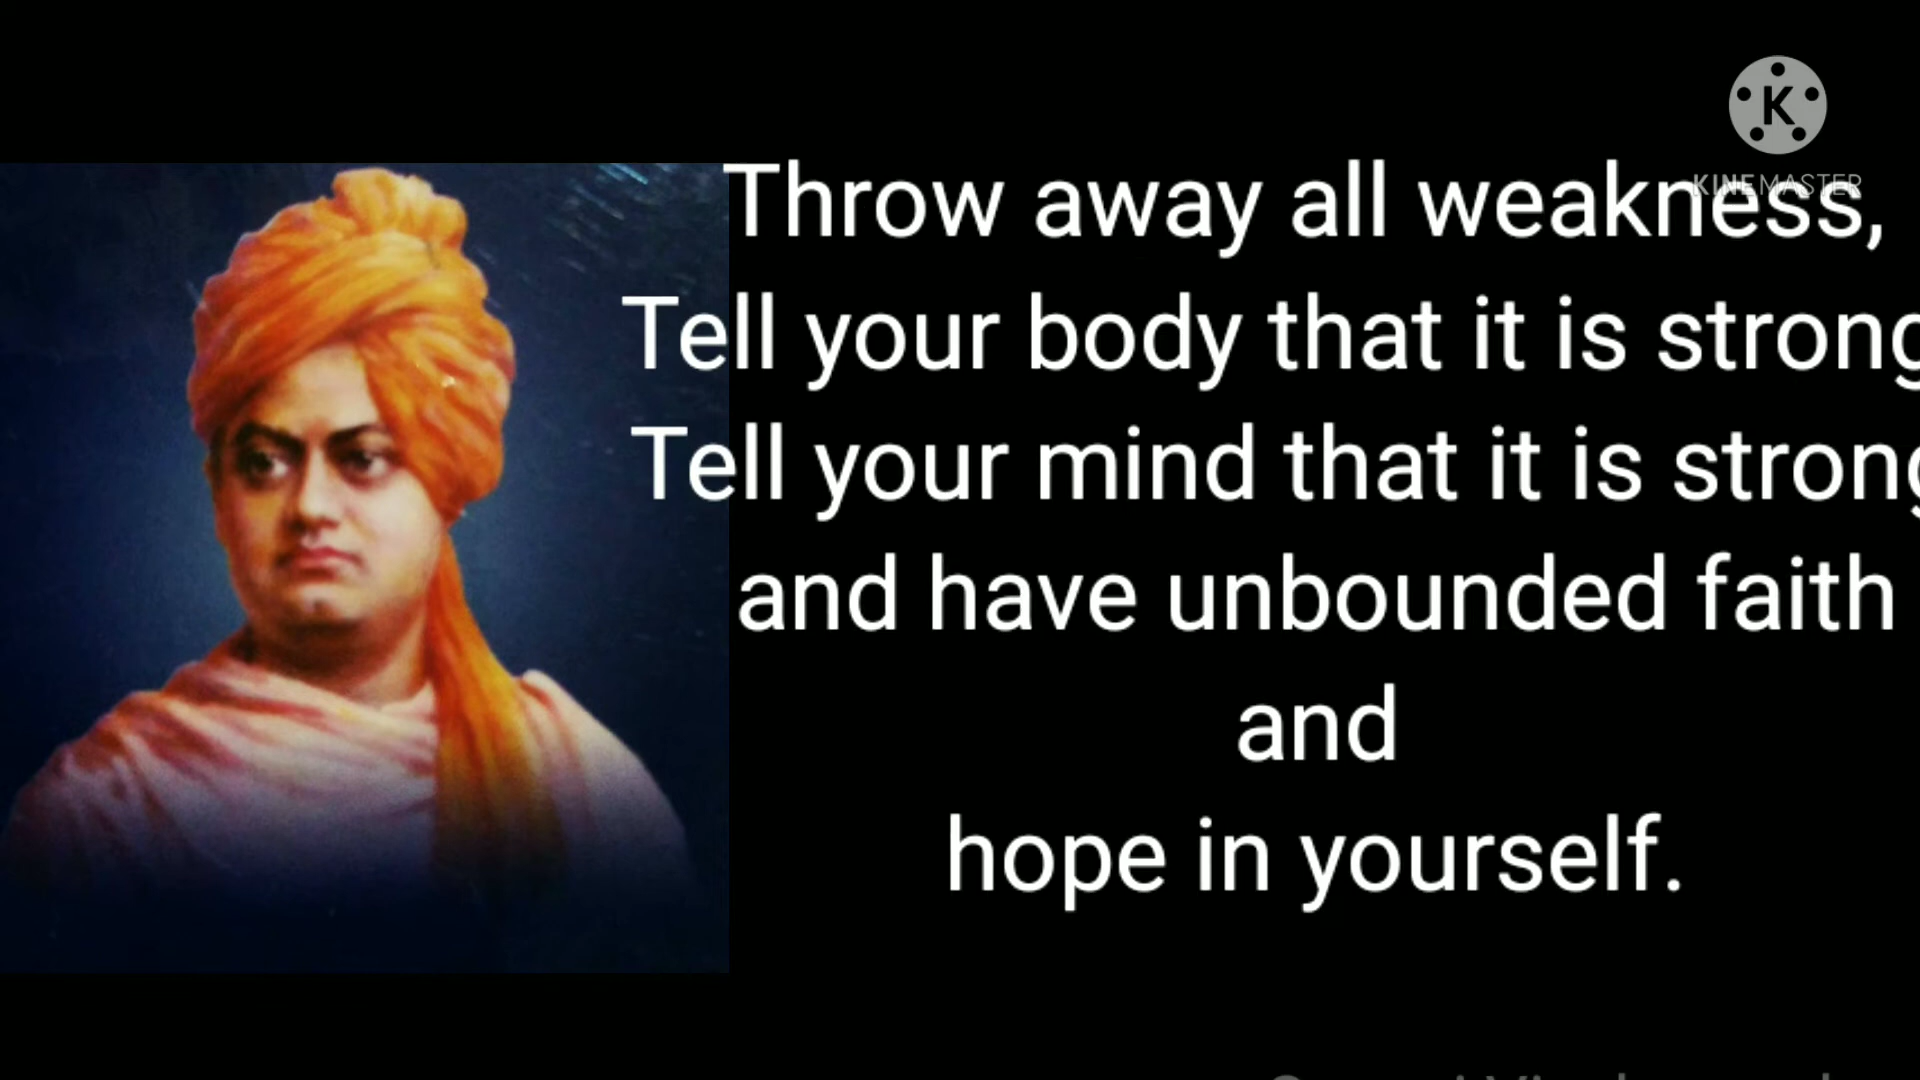 KINEMASTER
Throw away all weakness,
Tell your body that it is strong
Tell your mind that it is strong
and have unbounded faith
and
hope in yourself.